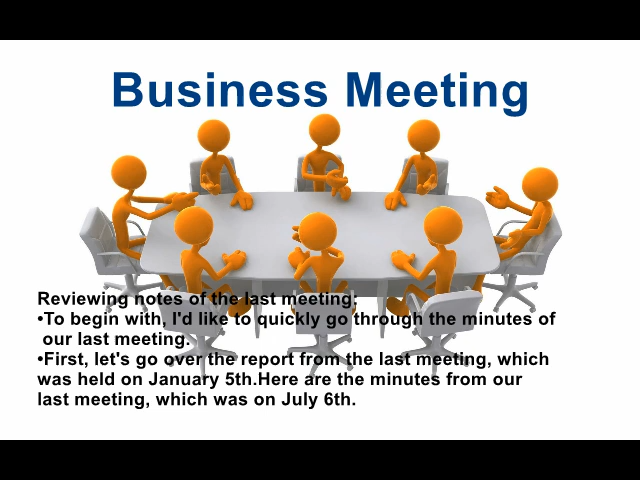 Business Meeting
Reviewing notes of the last meeting:
•To begin with, I'd like to quickly go through the minutes of
our last meeting.
•First, let's go over the report from the last meeting, which
was held on January 5th.Here are the minutes from our
last meeting, which was on July 6th.